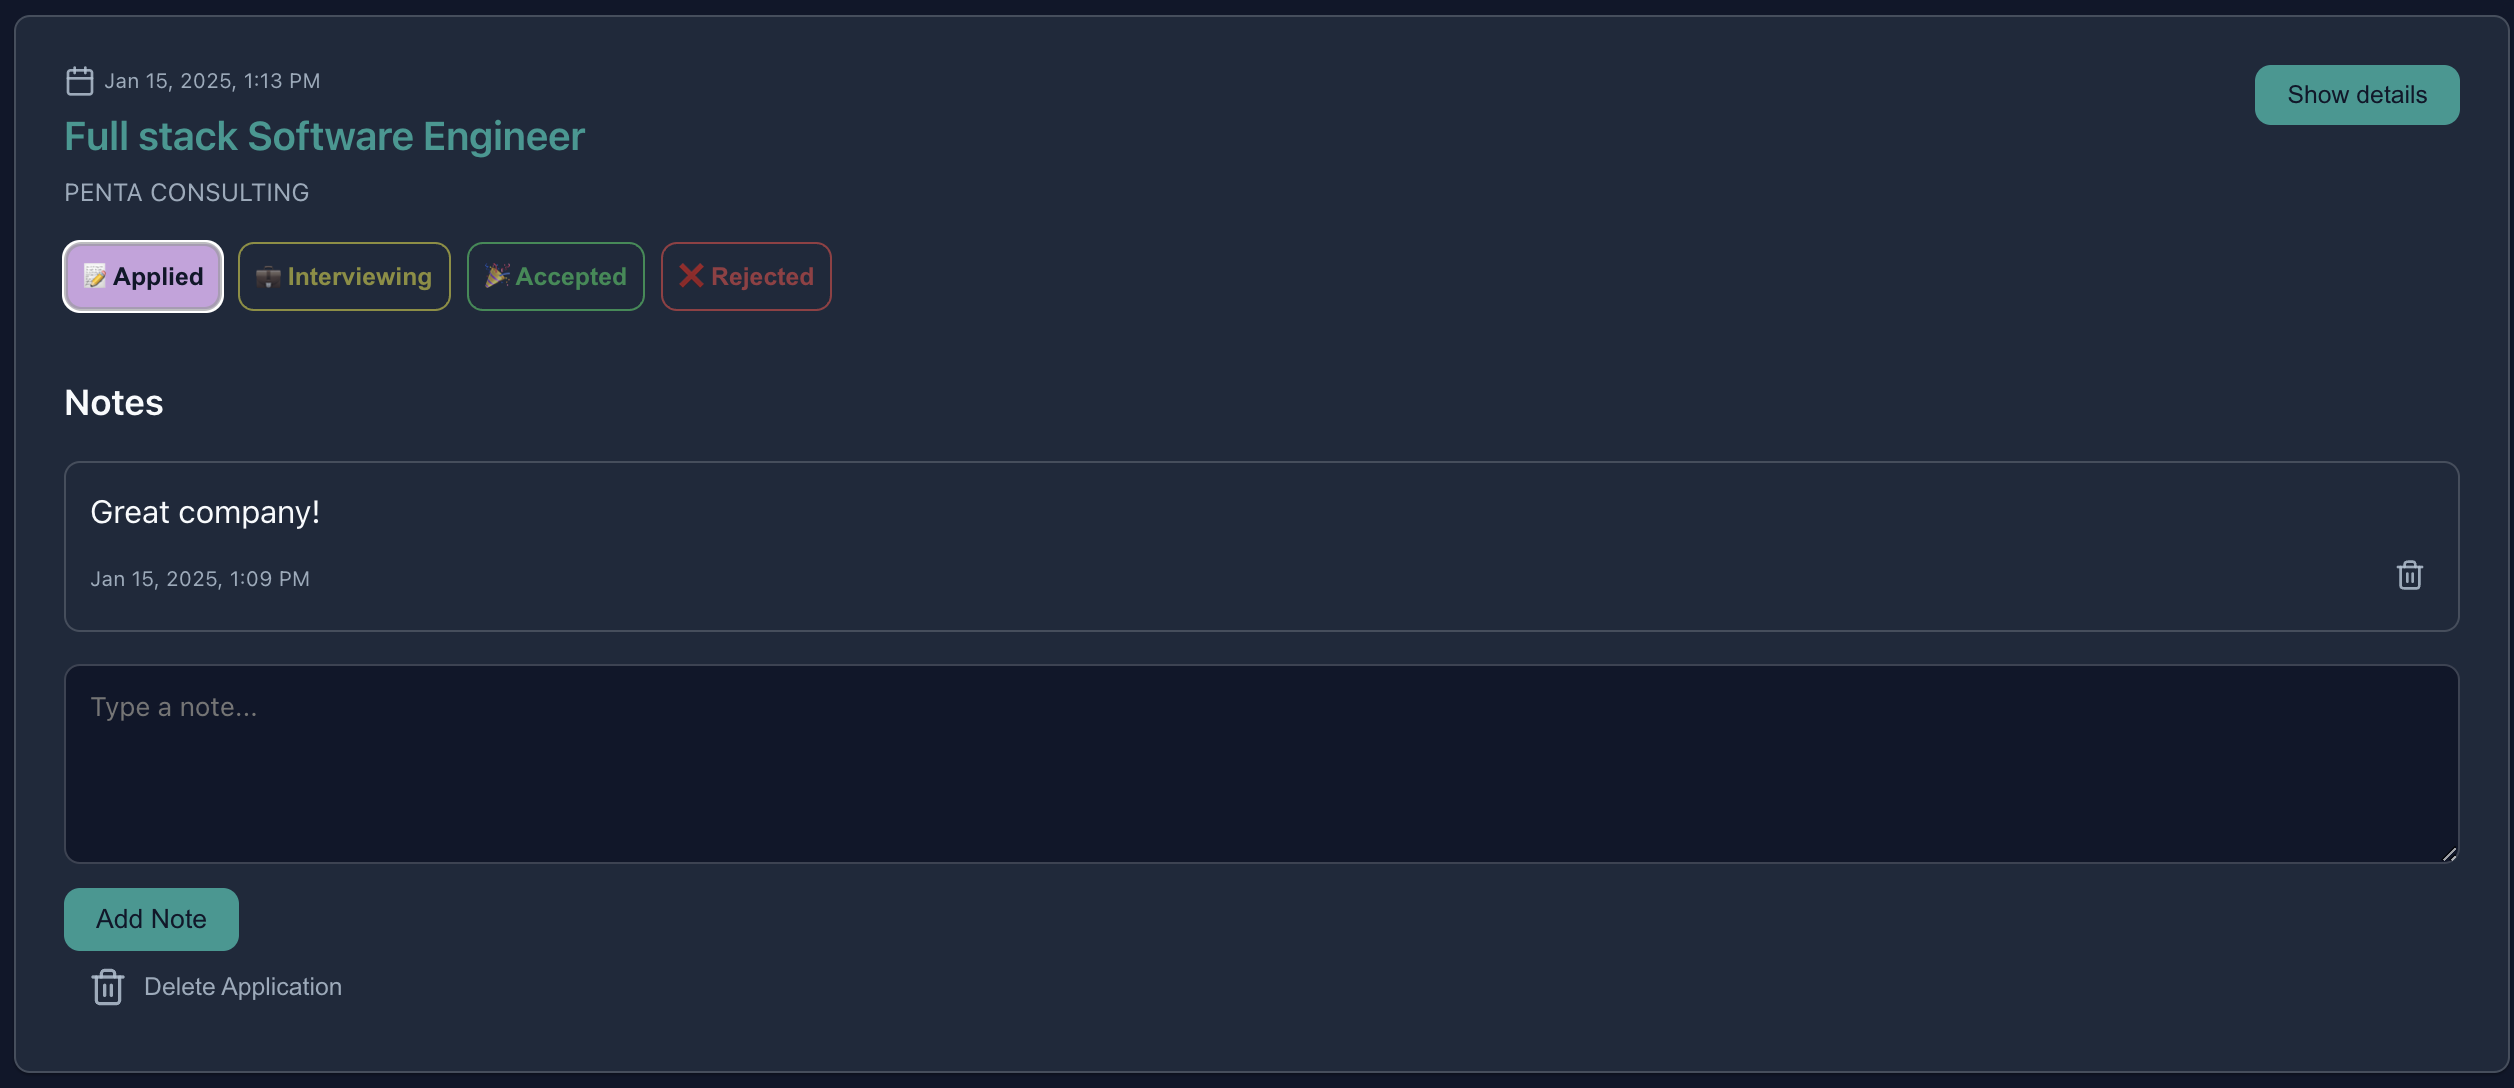 Jan 15, 2025, 1:13 PM
Show details
Full stack Software Engineer
PENTA CONSULTING
📝 Applied
💼 Interviewing
🎉 Accepted
❌ Rejected
Notes
Great company!
Jan 15, 2025, 1:09 PM
Type a note...
Add Note
Delete Application